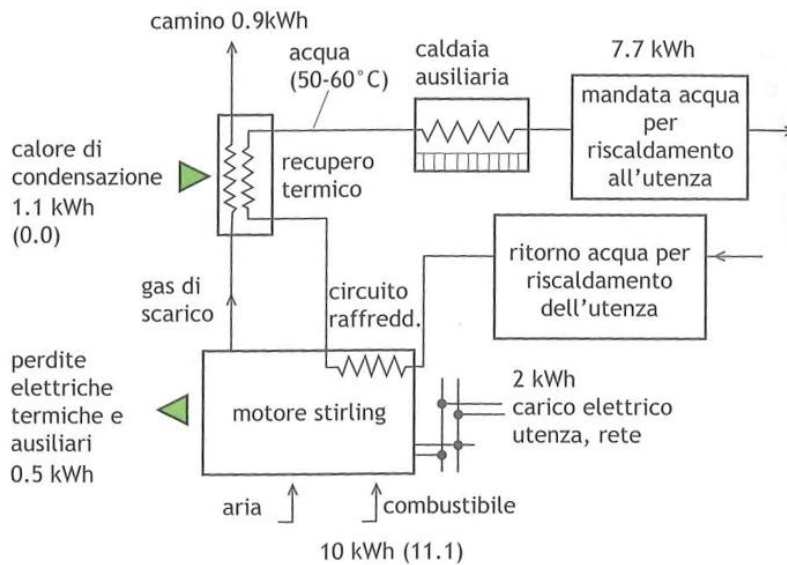 camino 0.9kWh
acqua
(50-60°C)
caldaia
ausiliaria
7.7 kWh
mandata acqua
per
riscaldamento
all'utenza
calore di
condensazione
1.1 kWh
(0.0)
recupero
termico
ritorno acqua per
riscaldamento
dell'utenza
gas di
scarico
circuito
raffredd.
perdite
elettriche
termiche e
ausiliari
0.5 kWh
motore stirling
2 kWh
carico elettrico
utenza, rete
aria
combustibile
10 kWh (11.1)